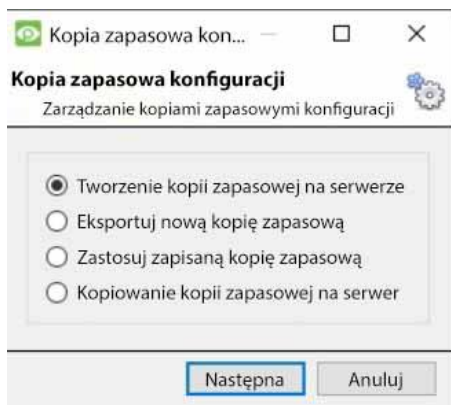 Kopia zapasowa kon...
Kopia zapasowa konfiguracji
Zarządzanie kopiami zapasowymi konfiguracji
Tworzenie kopii zapasowej na serwerze
Eksportuj nową kopię zapasową
Zastosuj zapisaną kopię zapasową
Kopiowanie kopii zapasowej na serwer
Następna
Anuluj